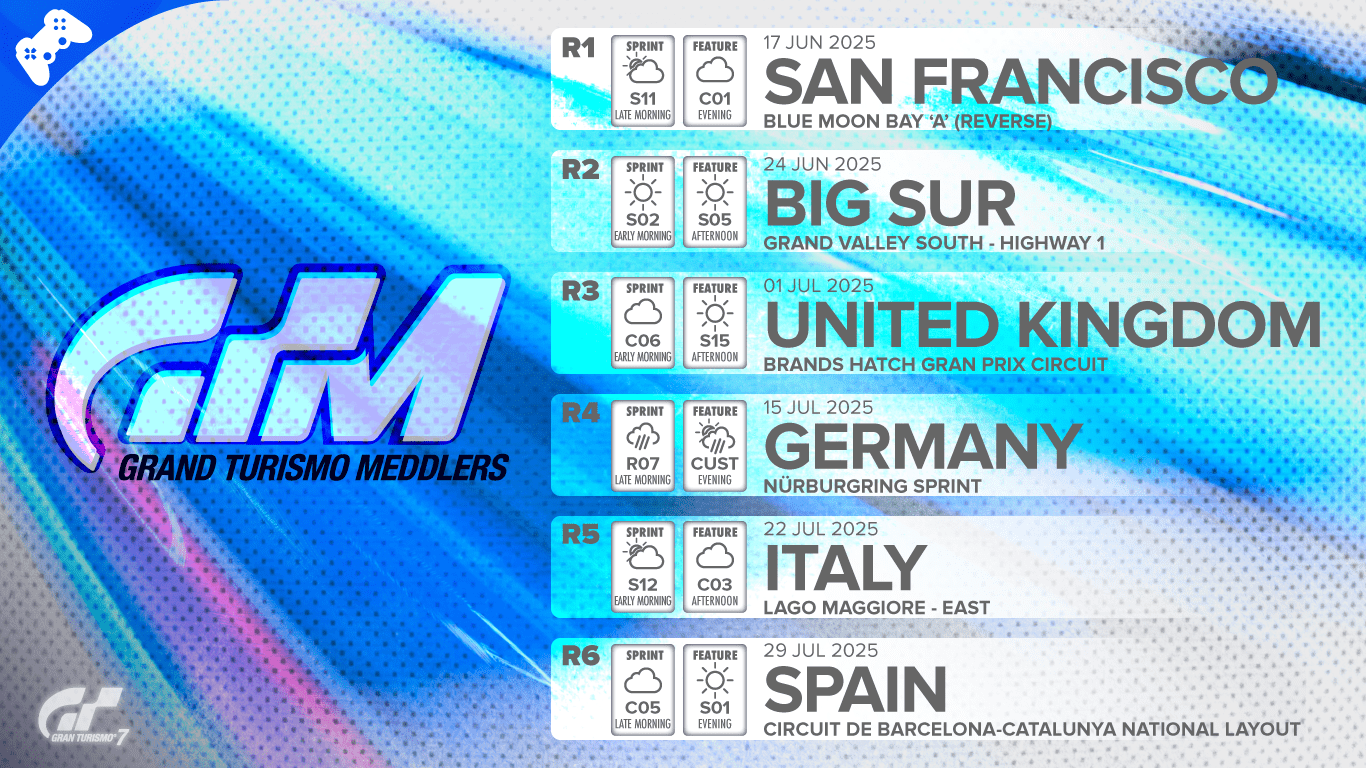 R1
SPRINT
S11
LATE MORNING
FEATURE
C01
EVENING
17 JUN 2025
SAN FRANCISCO
BLUE MOON BAY ‘A’ (REVERSE)
R2
SPRINT
S02
EARLY MORNING
FEATURE
S05
AFTERNOON
24 JUN 2025
BIG SUR
GRAND VALLEY SOUTH - HIGHWAY 1
R3
SPRINT
C06
EARLY MORNING
FEATURE
S15
AFTERNOON
01 JUL 2025
UNITED KINGDOM
BRANDS HATCH GRAN PRIX CIRCUIT
R4
SPRINT
R07
LATE MORNING
FEATURE
CUST
EVENING
15 JUL 2025
GERMANY
NÜRBURGRING SPRINT
R5
SPRINT
S12
EARLY MORNING
FEATURE
C03
AFTERNOON
22 JUL 2025
ITALY
LAGO MAGGIORE - EAST
R6
SPRINT
C05
LATE MORNING
FEATURE
S01
EVENING
29 JUL 2025
SPAIN
CIRCUIT DE BARCELONA-CATALUNYA NATIONAL LAYOUT
GTM
GRAND TURISMO MEDDLERS
GT
GRAN TURISMO® 7